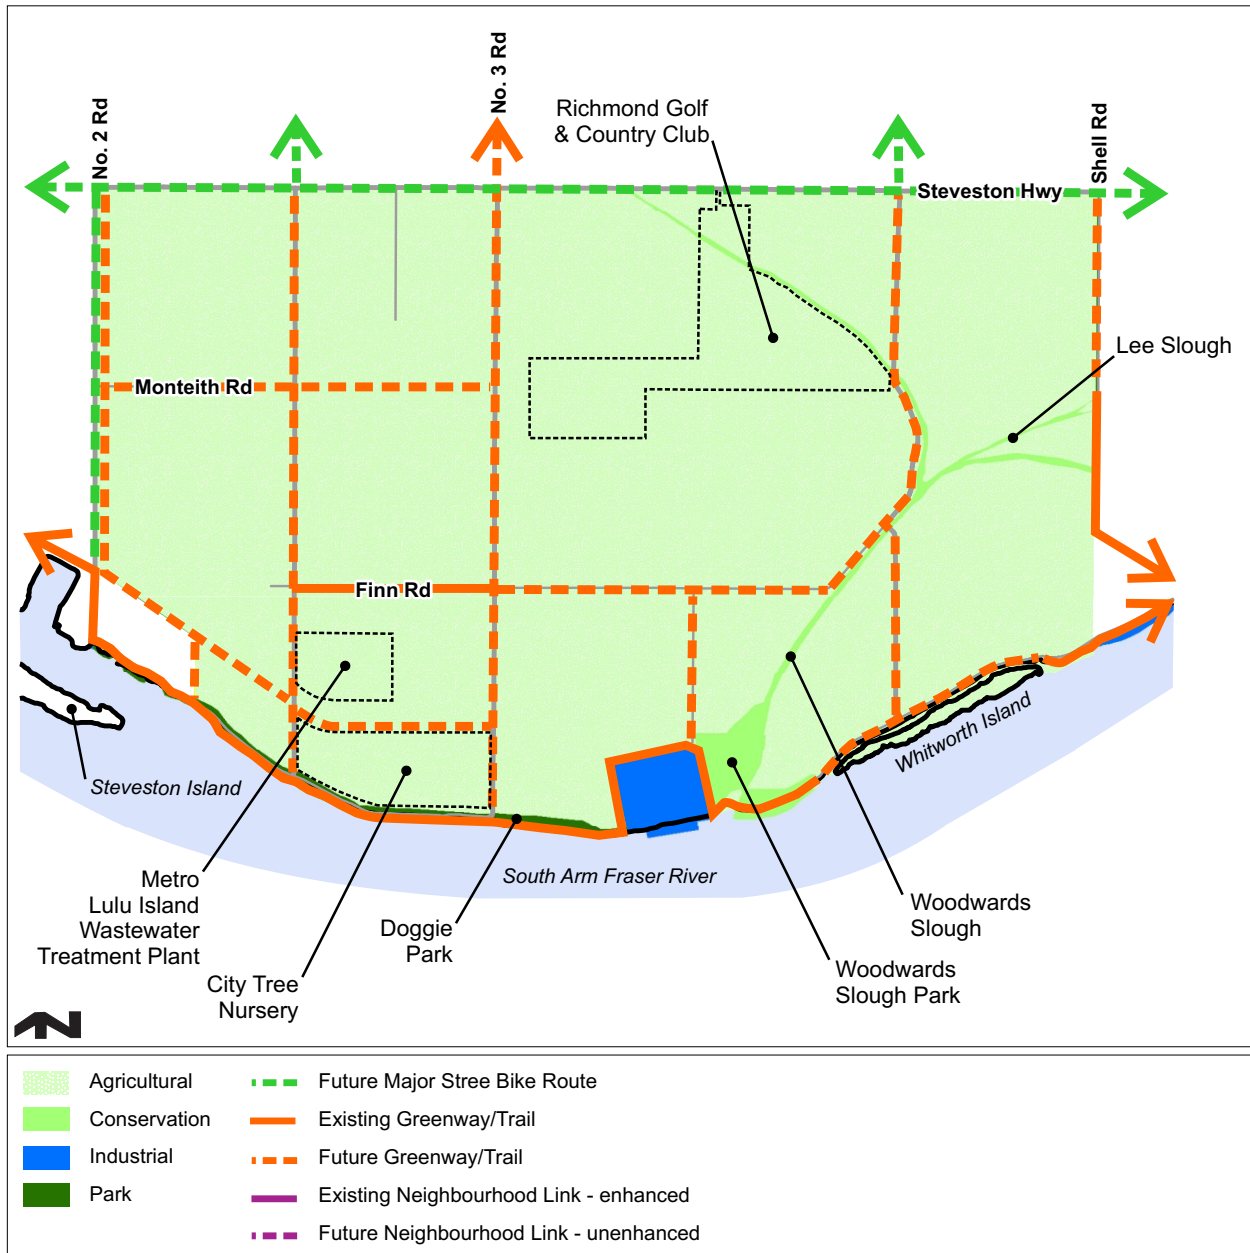 No. 2 Rd
No. 3 Rd
Richmond Golf
& Country Club
Shell Rd
Steveston Hwy
Lee Slough
Monteith Rd
Finn Rd
Whitworth Island
Steveston Island
South Arm Fraser River
Metro
Lulu Island
Wastewater
Treatment Plant
City Tree
Nursery
Doggie
Park
Woodwards
Slough
Woodwards
Slough Park
N
Agricultural
Conservation
Industrial
Park
Future Major Stree Bike Route
Existing Greenway/Trail
Future Greenway/Trail
Existing Neighbourhood Link - enhanced
Future Neighbourhood Link - unenhanced